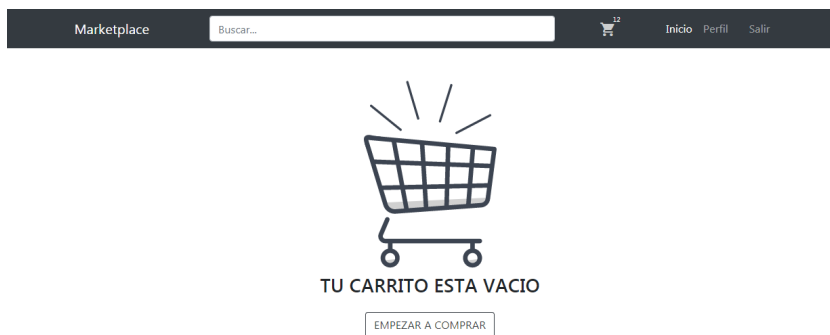 Marketplace Buscar... 12 Inicio Perfil Salir
TU CARRITO ESTA VACIO
EMPEZAR A COMPRAR